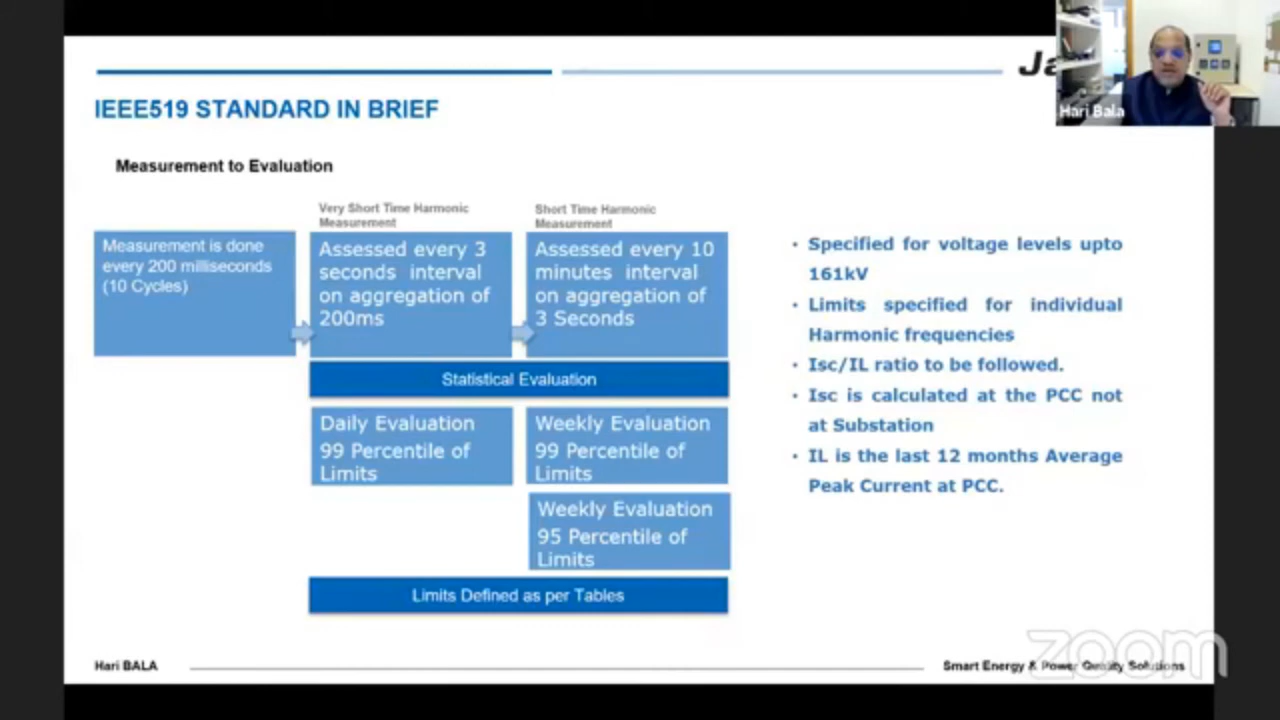 Ja
Hari Bala
IEEE519 STANDARD IN BRIEF
Measurement to Evaluation
Measurement is done
every 200 milliseconds
(10 Cycles)
Very Short Time Harmonic
Measurement
Assessed every 3
seconds interval
on aggregation of
200ms
Short Time Harmonic
Measurement
Assessed every 10
minutes interval
on aggregation of
3 Seconds
Statistical Evaluation
Daily Evaluation
99 Percentile of
Limits
Weekly Evaluation
99 Percentile of
Limits
Weekly Evaluation
95 Percentile of
Limits
Limits Defined as per Tables
· Specified for voltage levels upto
161kV
· Limits specified for individual
Harmonic frequencies
· Isc/IL ratio to be followed.
· Isc is calculated at the PCC not
at Substation
· IL is the last 12 months Average
Peak Current at PCC.
Hari BALA
Smart Energy & Power Quality Solutions
zoom